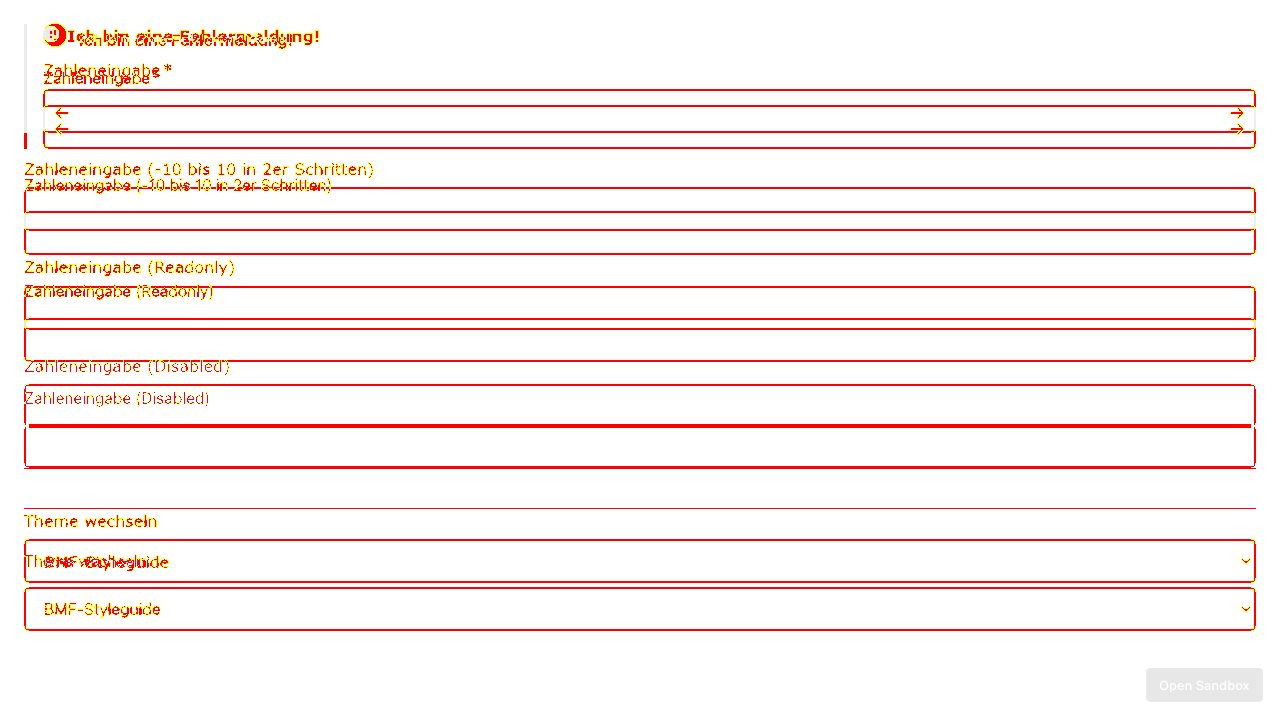 Ich bin eine Fehlermeldung!
Ich bin eine Fehlermeldung!
Zahleneingabe *
Zahleneingabe *
Zahleneingabe (-10 bis 10 in 2er Schritten)
Zahleneingabe (-10 bis 10 in 2er Schritten)
Zahleneingabe (Readonly)
Zahleneingabe (Readonly)
Zahleneingabe (Disabled)
Zahleneingabe (Disabled)
Theme wechseln
Theme wechseln
BMF-Styleguide
BMF-Styleguide
Open Sandbox